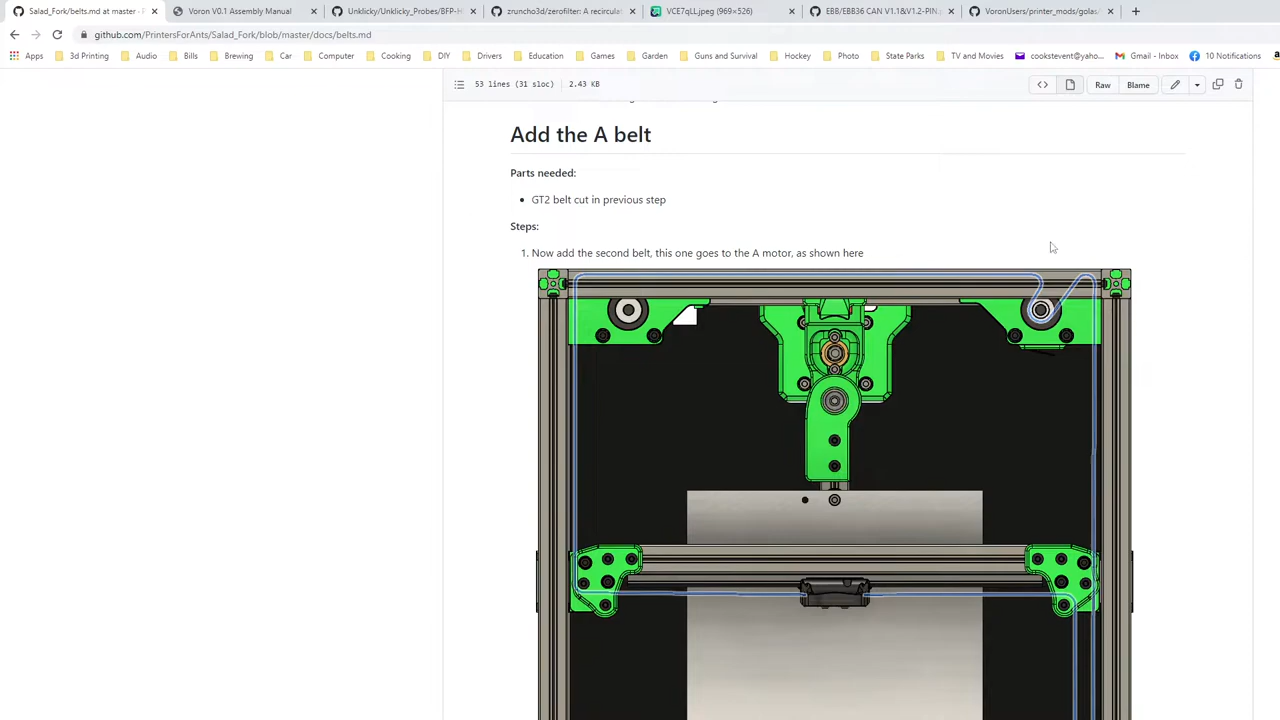 Salad_Fork/belts.md at master · P
Voron V0.1 Assembly Manual
Unklicky/Unklicky_Probes/BFP-H
zruncho3d/zerofilter: A recirculat
VCE7qLL.jpeg (969×526)
EBB/EBB36 CAN V1.1&V1.2-PIN.p
VoronUsers/printer_mods/golas/
github.com/PrintersForAnts/Salad_Fork/blob/master/docs/belts.md
Apps
3d Printing
Audio
Bills
Brewing
Car
Computer
Cooking
DIY
Drivers
Education
Games
Garden
Guns and Survival
Hockey
Photo
State Parks
TV and Movies
cookstevent@yaho...
Gmail - Inbox
10 Notifications
53 lines (31 sloc)
2.43 KB
Raw
Blame
Add the A belt
Parts needed:
• GT2 belt cut in previous step
Steps:
1. Now add the second belt, this one goes to the A motor, as shown here